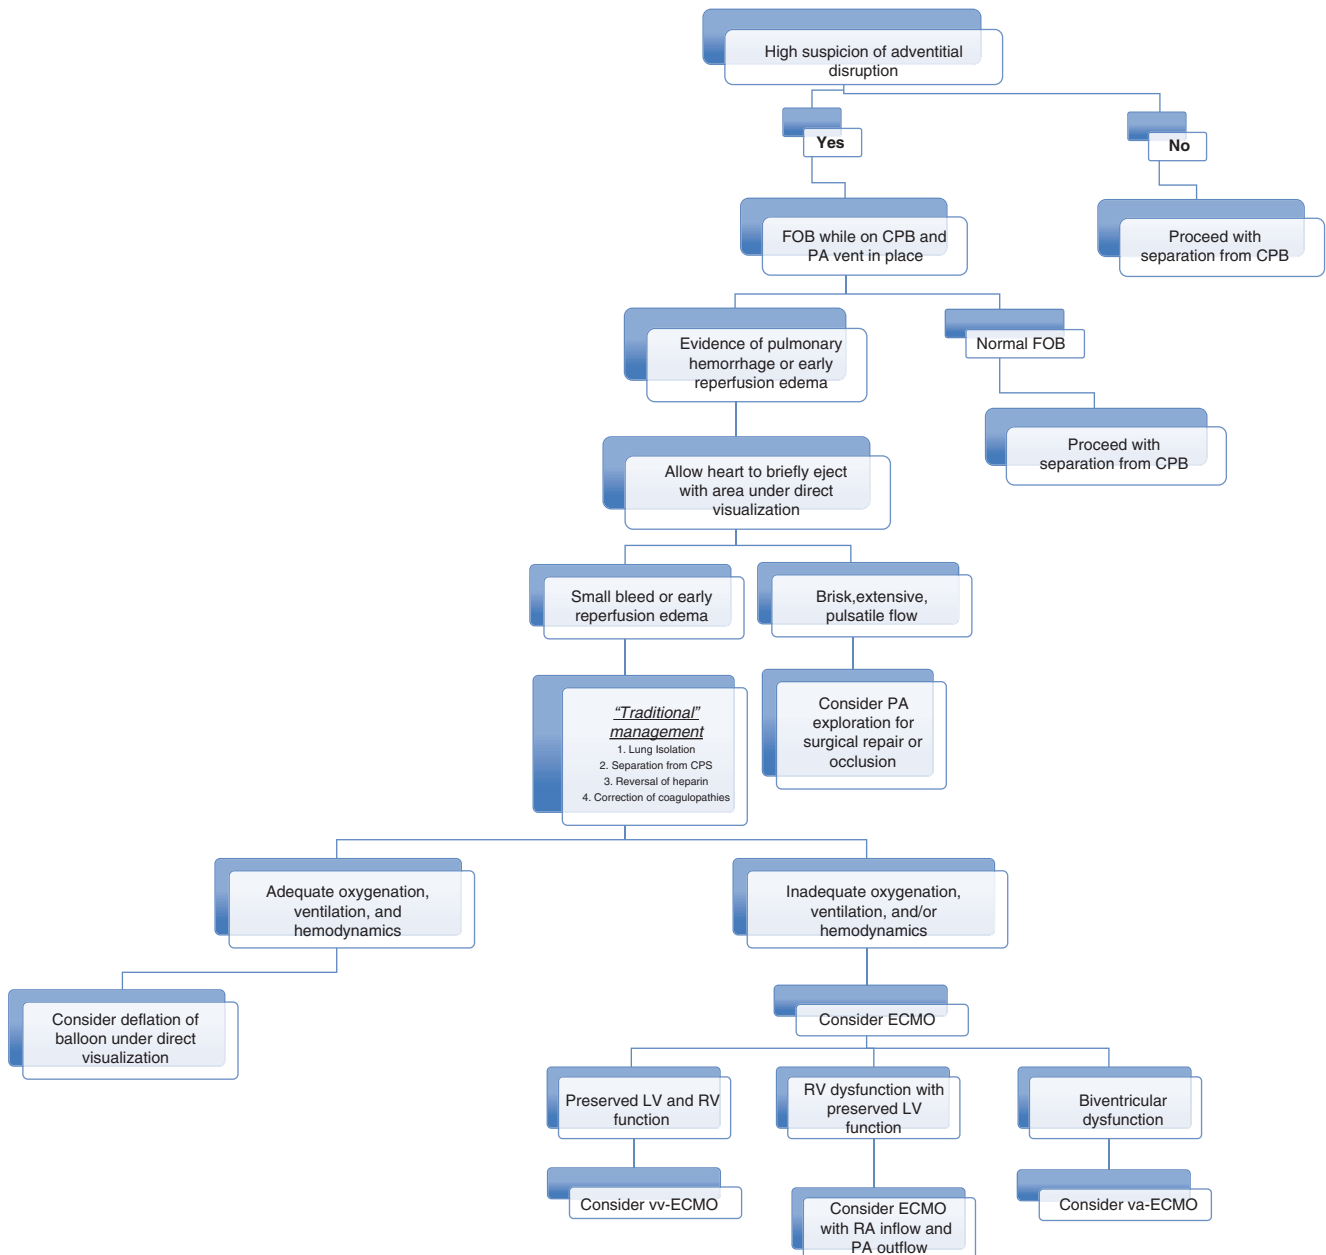 High suspicion of adventitial
disruption
Yes
No
FOB while on CPB and
PA vent in place
Proceed with
separation from CPB
Evidence of pulmonary
hemorrhage or early
reperfusion edema
Normal FOB
Proceed with
separation from CPB
Allow heart to briefly eject
with area under direct
visualization
Small bleed or early
reperfusion edema
Brisk,extensive,
pulsatile flow
"Traditional"
management
1. Lung Isolation
2. Separation from CPS
3. Reversal of heparin
4. Correction of coagulopathies
Consider PA
exploration for
surgical repair or
occlusion
Adequate oxygenation,
ventilation, and
hemodynamics
Inadequate oxygenation,
ventilation, and/or
hemodynamics
Consider deflation of
balloon under direct
visualization
Consider ECMO
Preserved LV and RV
function
RV dysfunction with
preserved LV
function
Biventricular
dysfunction
Consider vv-ECMO
Consider ECMO
with RA inflow and
PA outflow
Consider va-ECMO